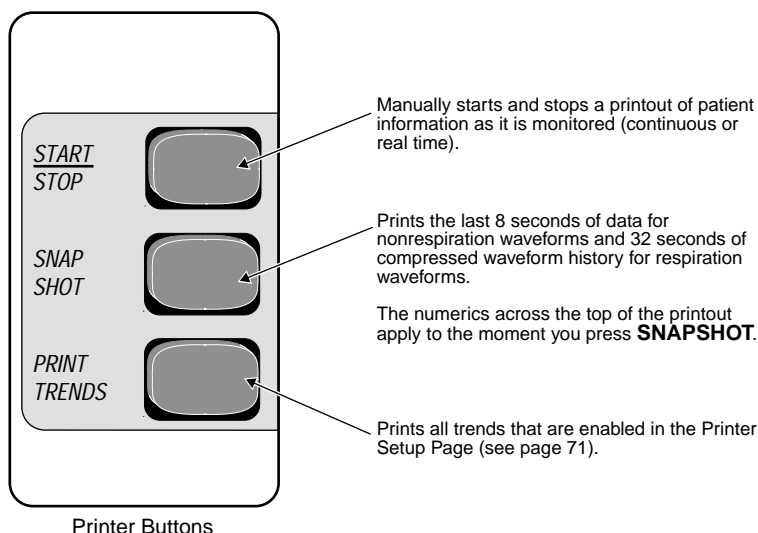 START
STOP
Manually starts and stops a printout of patient
information as it is monitored (continuous or
real time).
SNAP
SHOT
Prints the last 8 seconds of data for
nonrespiration waveforms and 32 seconds of
compressed waveform history for respiration
waveforms.
The numerics across the top of the printout
apply to the moment you press SNAPSHOT.
PRINT
TRENDS
Prints all trends that are enabled in the Printer
Setup Page (see page 71).
Printer Buttons